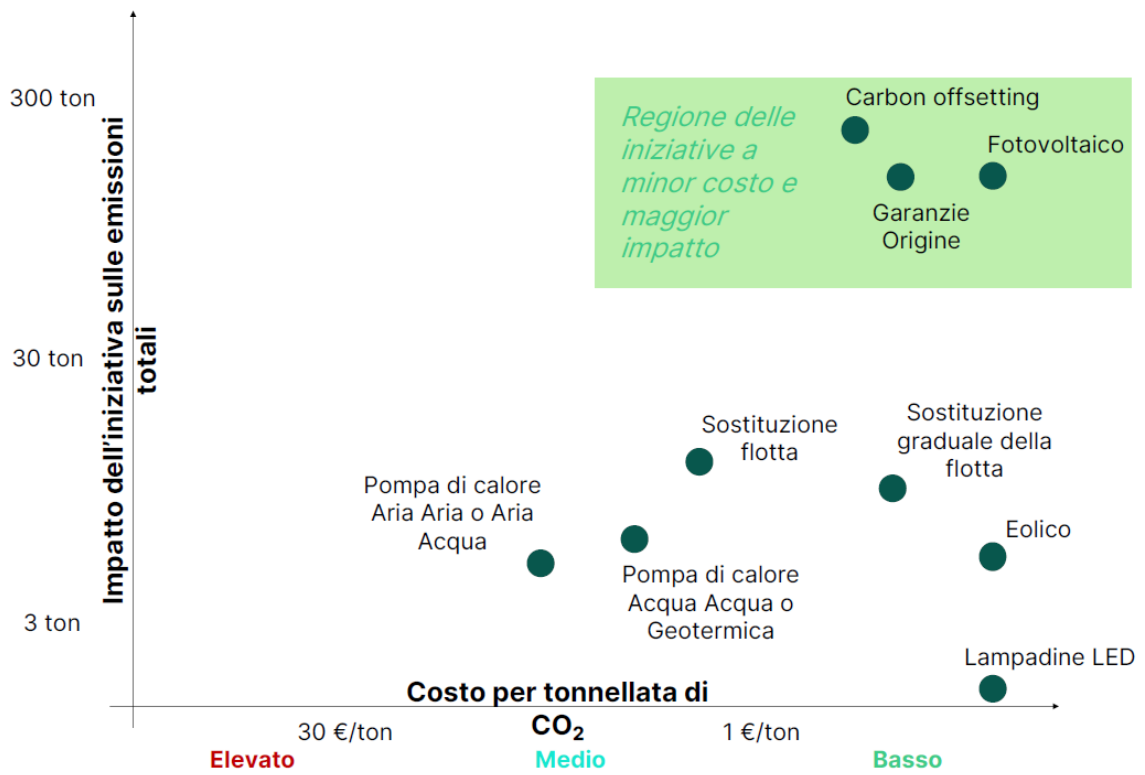 300 ton
30 ton
3 ton
Impatto dell'iniziativa sulle emissioni
totali
Regione delle
iniziative a
minor costo e
maggior
impatto
Carbon offsetting
Fotovoltaico
Garanzie
Origine
Sostituzione
flotta
Sostituzione
graduale della
flotta
Pompa di calore
Aria Aria o Aria
Acqua
Eolico
Pompa di calore
Acqua Acqua o
Geotermica
Lampadine LED
Costo per tonnellata di
CO₂
30 €/ton
1 €/ton
Elevato
Medio
Basso